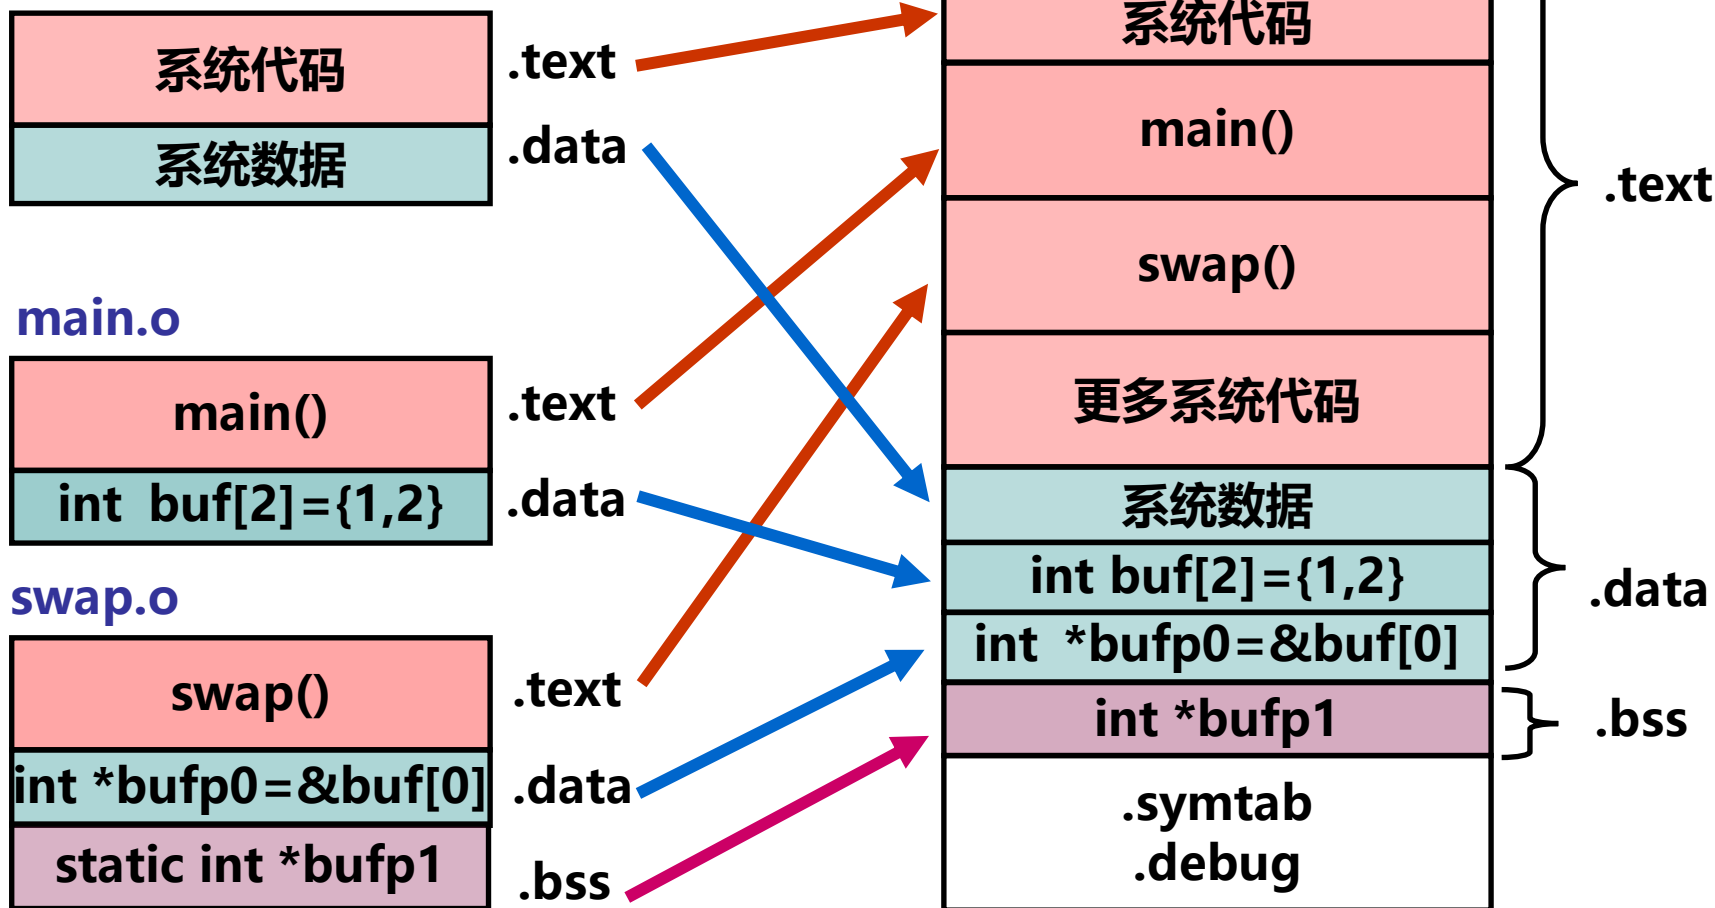 系统代码
.text
系统数据
.data
main.o
main()
.text
int buf[2]={1,2}
.data
swap.o
swap()
.text
int *bufp0=&buf[0]
.data
static int *bufp1
.bss
系统代码
main()
swap()
更多系统代码
.text
系统数据
int buf[2]={1,2}
int *bufp0=&buf[0]
.data
int *bufp1
.bss
.symtab
.debug